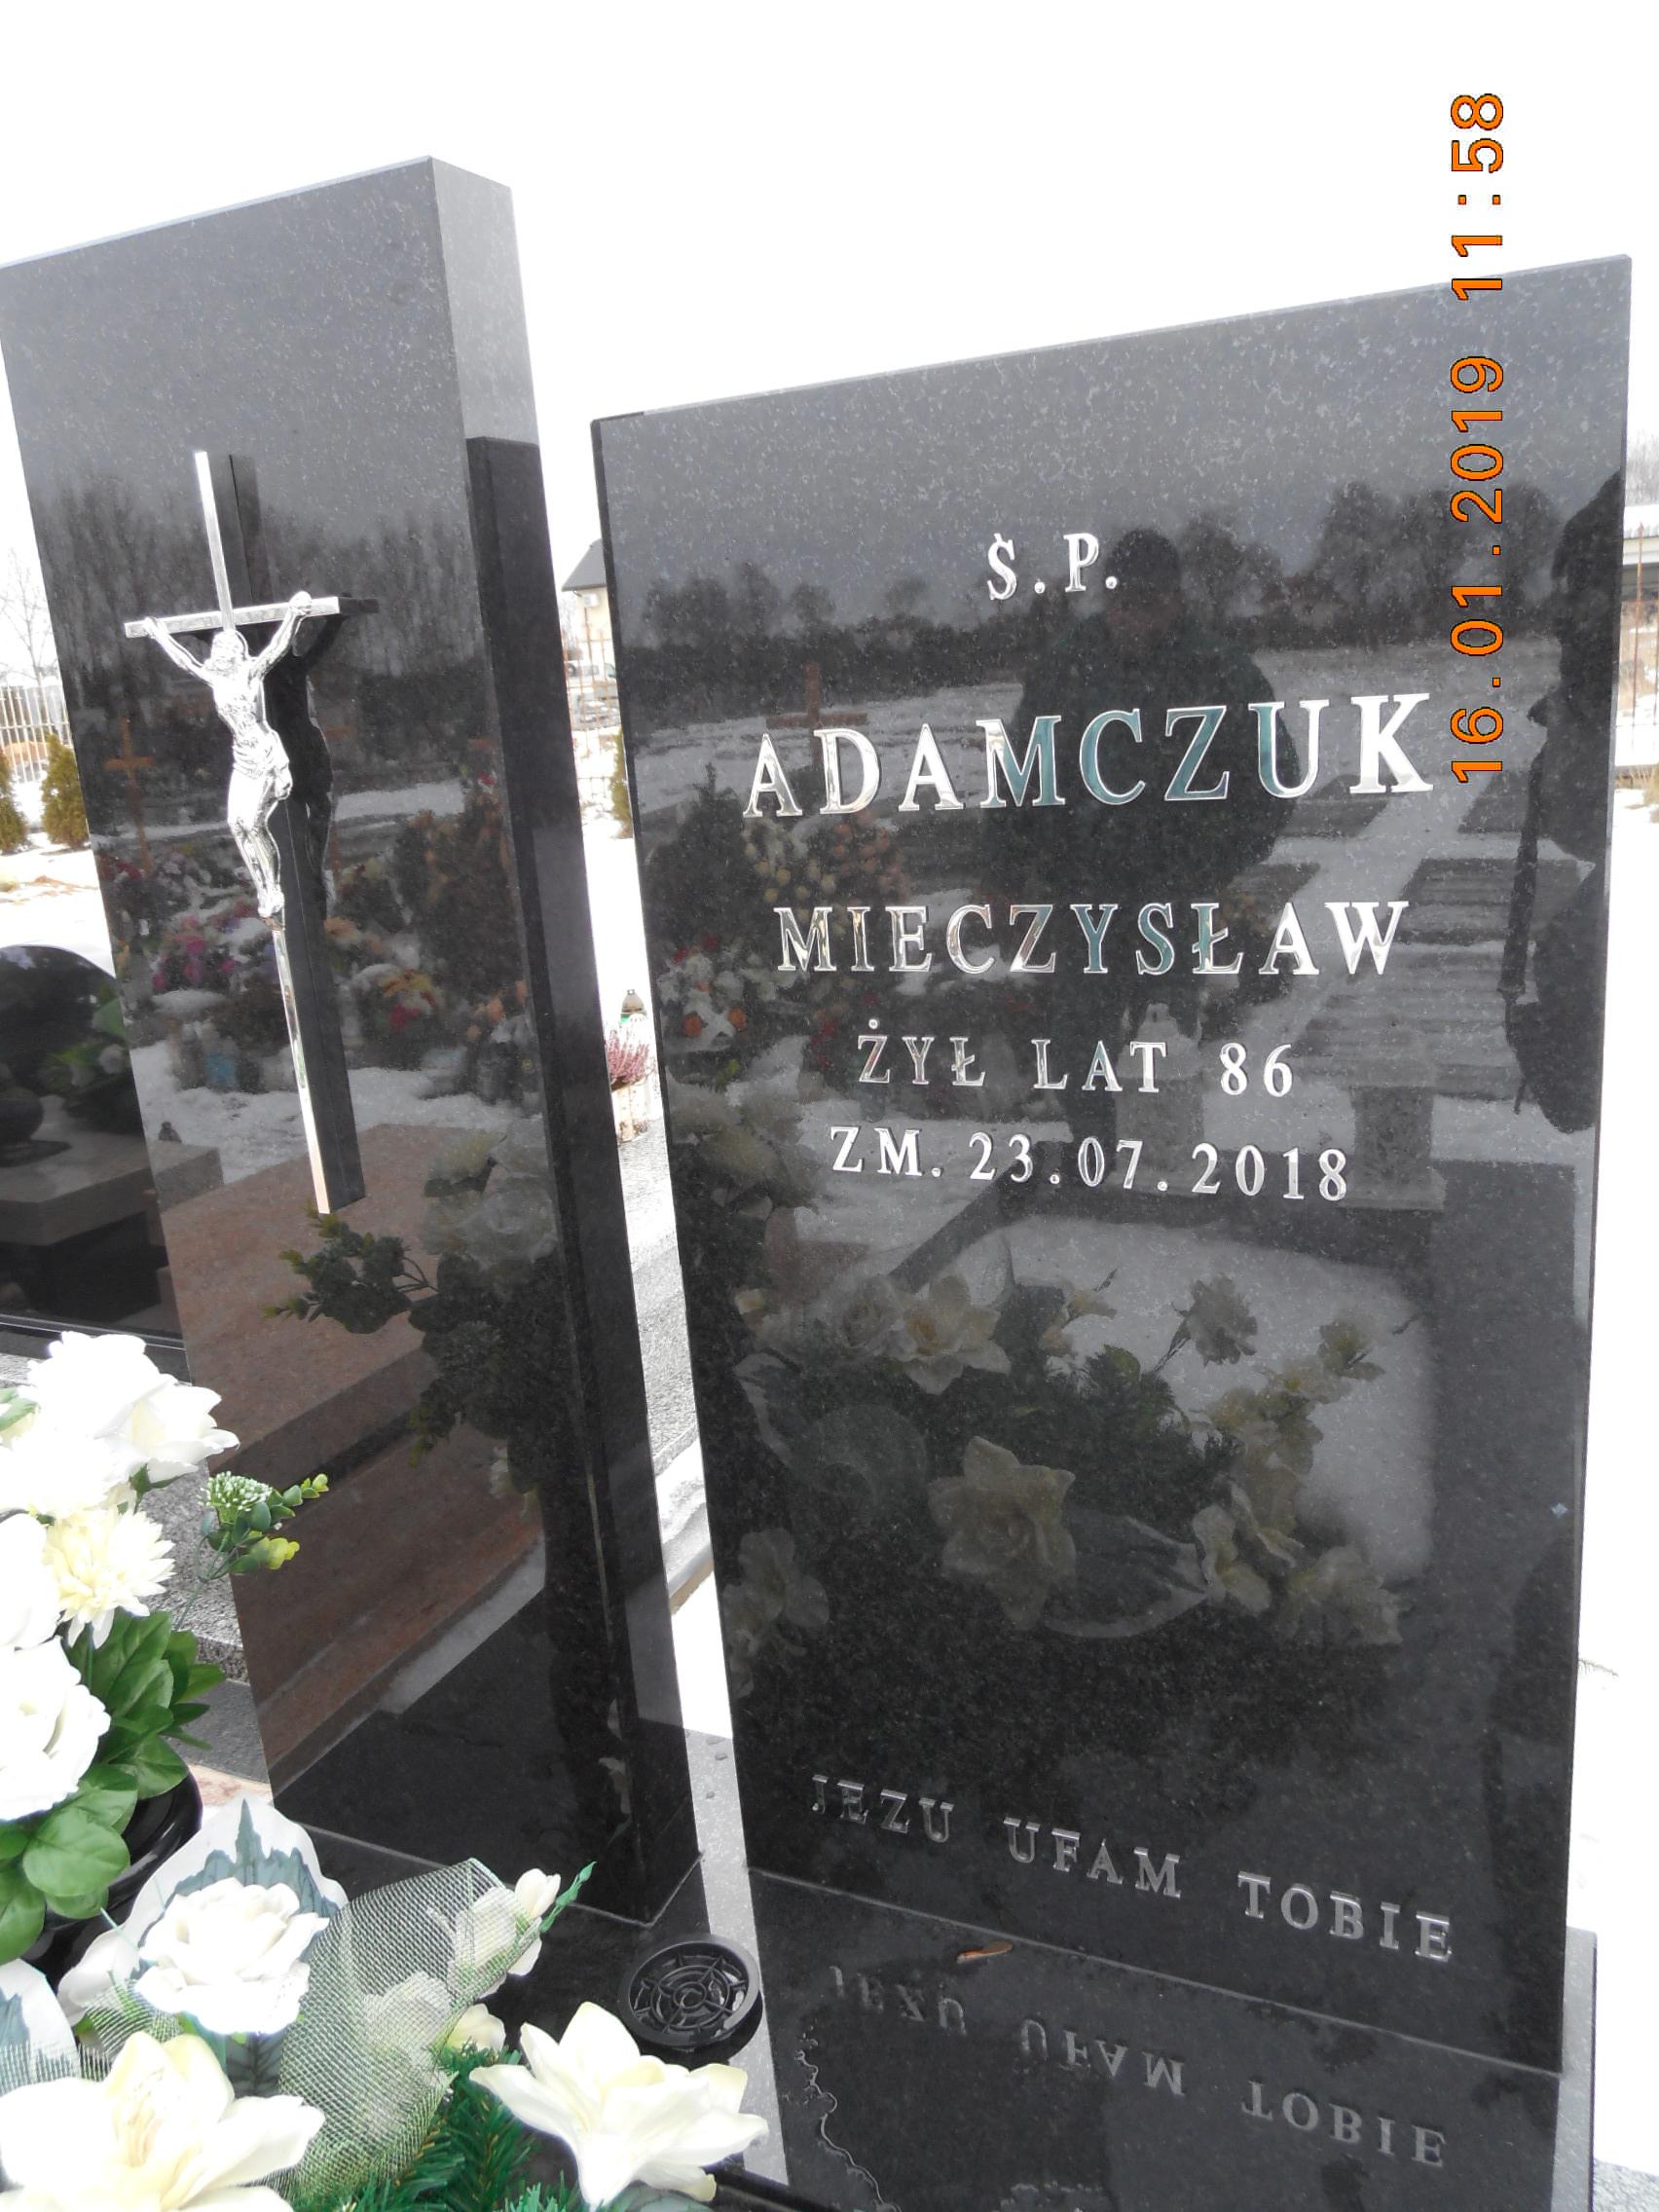 Ś.P.
ADAMCZUK
MIECZYSŁAW
ŻYŁ LAT 86
ZM. 23.07.2018
JEZU UFAM TOBIE
16.01.2019 11:58